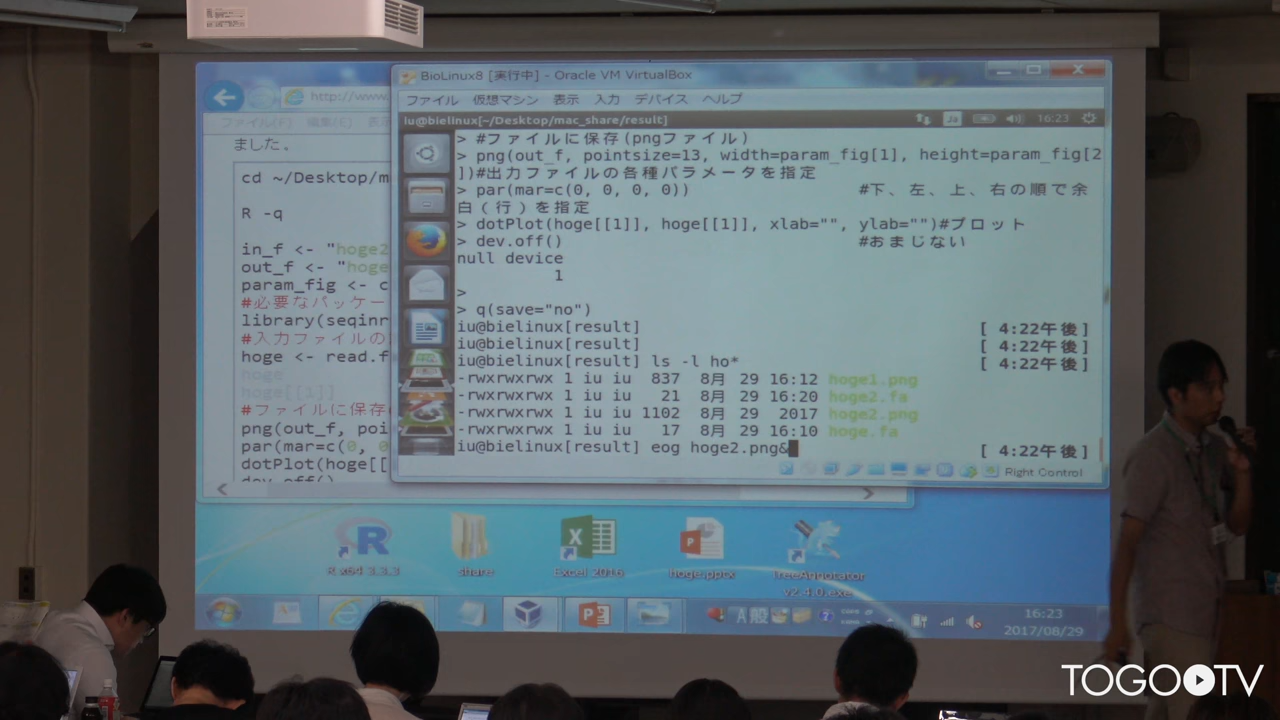 BioLinux8 [実行中] - Oracle VM VirtualBox
ファイル 仮想マシン 表示 入力 デバイス ヘルプ
iu@bielinux[~/Desktop/mac_share/result]
Ja
16:23
> #ファイルに保存(pngファイル)
> png(out_f, pointsize=13, width=param_fig[1], height=param_fig[2
])#出力ファイルの各種パラメータを指定
> par(mar=c(0, 0, 0, 0)) #下、左、上、右の順で余
白(行)を指定
> dotPlot(hoge[[1]], hoge[[1]], xlab="", ylab="")#プロット
> dev.off() #おまじない
null device
1
>
> q(save="no")
iu@bielinux[result] [ 4:22午後]
iu@bielinux[result] [ 4:22午後]
iu@bielinux[result] ls -l ho* [ 4:22午後]
-rwxrwxrwx 1 iu iu 837 8月 29 16:12 hoge1.png
-rwxrwxrwx 1 iu iu 21 8月 29 16:20 hoge2.fa
-rwxrwxrwx 1 iu iu 1102 8月 29 2017 hoge2.png
-rwxrwxrwx 1 iu iu 17 8月 29 16:10 hoge.fa
iu@bielinux[result] eog hoge2.png& [ 4:22午後]
Right Control
http://www.
ファイル(F) 編集(E) 表示
ました。
cd ~/Desktop/m
R -q
in_f <- "hoge2
out_f <- "hoge
param_fig <- c
#必要なパッケー
library(seqinr
#入力ファイルの
hoge <- read.f
hoge
hoge[[1]]
#ファイルに保存
png(out_f, poi
par(mar=c(0, 0
dotPlot(hoge[[
dev.off()
R x64 3.3.3
share
Excel 2016
hoge.pptx
TreeAnnotator
v2.4.0.exe
A 般
16:23
2017/08/29
TOGO TV